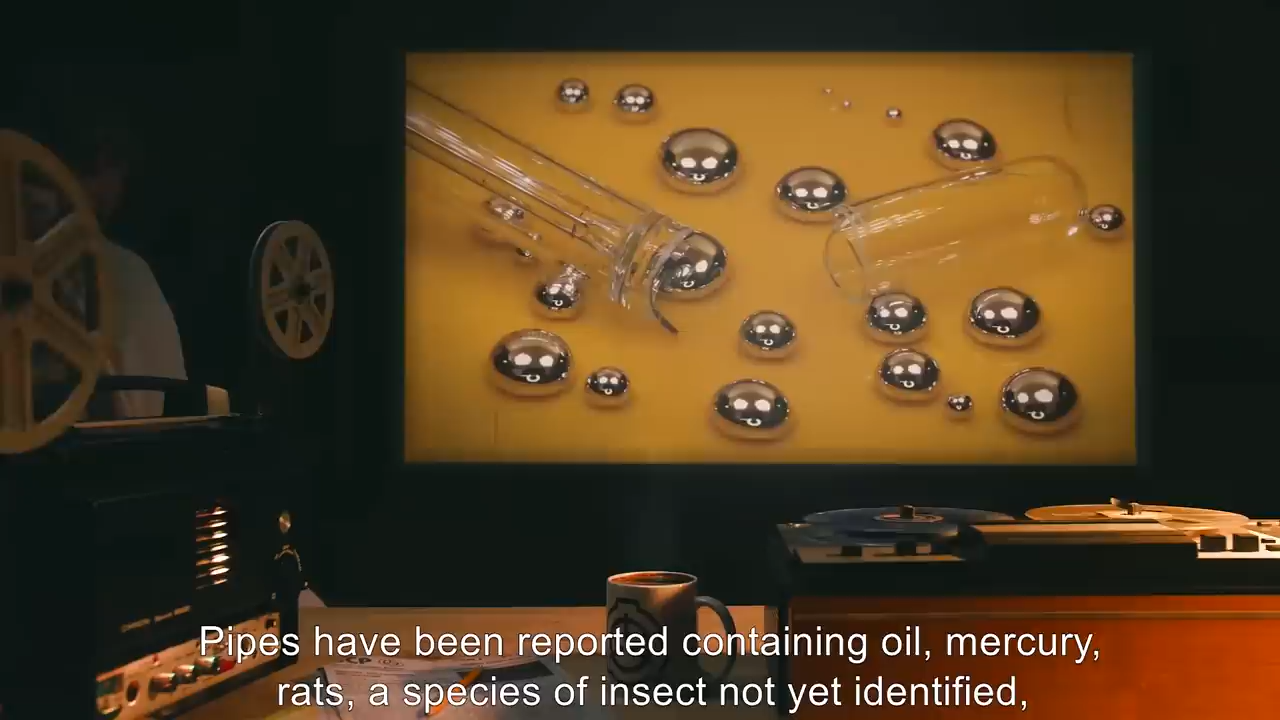 Pipes have been reported containing oil, mercury,
rats, a species of insect not yet identified,